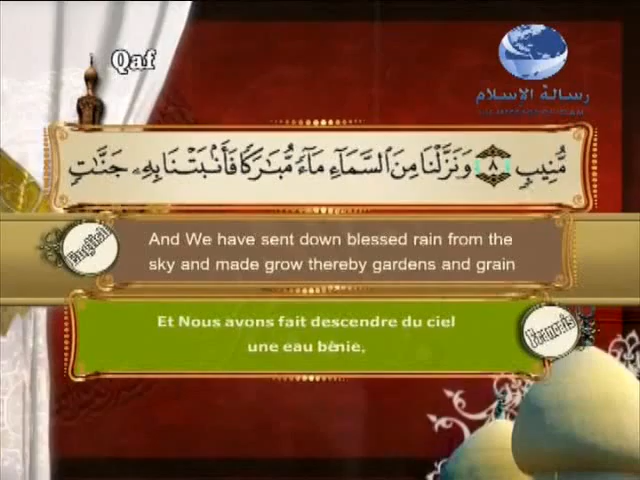 Qaf
رسالة الإسلام
مُّنِيبٍ ٨ وَنَزَّلْنَا مِنَ ٱلسَّمَآءِ مَآءً مُّبَٰرَكًا فَأَنۢبَتْنَا بِهِۦ جَنَّٰتٍ
English
And We have sent down blessed rain from the
sky and made grow thereby gardens and grain
Français
Et Nous avons fait descendre du ciel
une eau bénie,